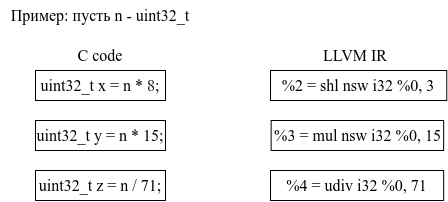 Пример: пусть n - uint32_t
C code LLVM IR
uint32_t x = n * 8; %2 = shl nsw i32 %0, 3
uint32_t y = n * 15; %3 = mul nsw i32 %0, 15
uint32_t z = n / 71; %4 = udiv i32 %0, 71